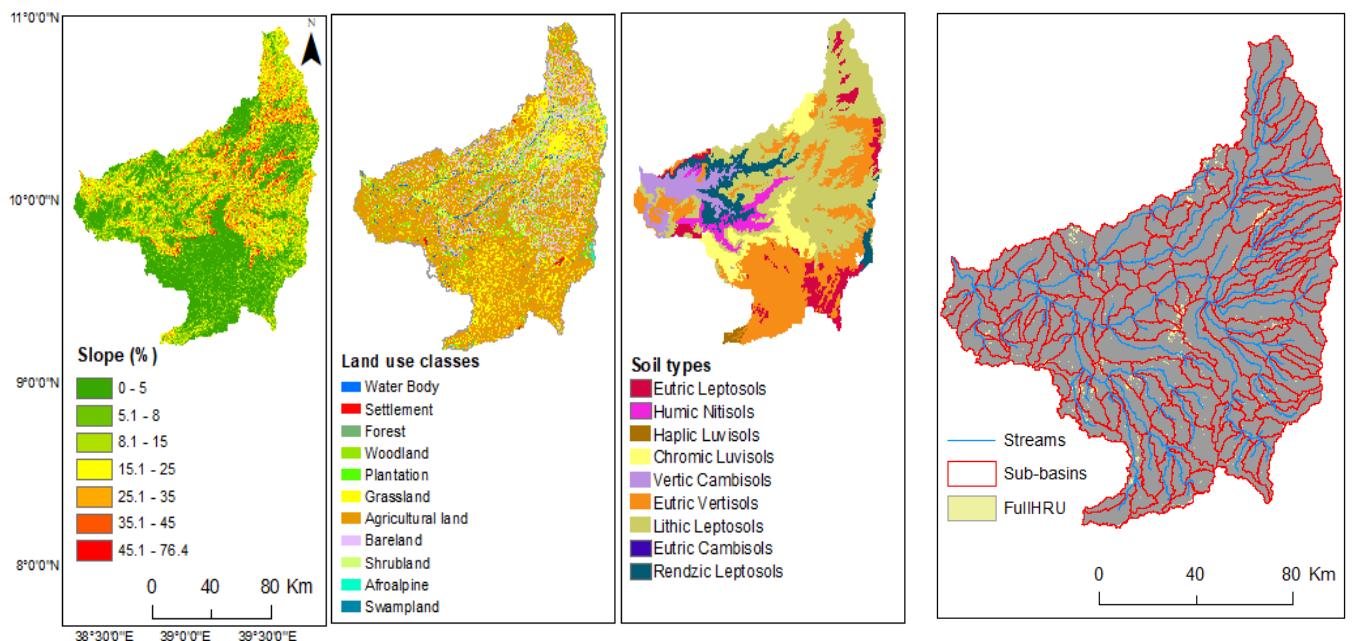 11°0'0"N
10°0'0"N
9°0'0"N
8°0'0"N
N
Slope (%)
0 - 5
5.1 - 8
8.1 - 15
15.1 - 25
25.1 - 35
35.1 - 45
45.1 - 76.4
0 40 80 Km
38°30'0"E 39°0'0"E 39°30'0"E
Land use classes
Water Body
Settlement
Forest
Woodland
Plantation
Grassland
Agricultural land
Bareland
Shrubland
Afroalpine
Swampland
Soil types
Eutric Leptosols
Humic Nitisols
Haplic Luvisols
Chromic Luvisols
Vertic Cambisols
Eutric Vertisols
Lithic Leptosols
Eutric Cambisols
Rendzic Leptosols
Streams
Sub-basins
FullHRU
0 40 80 Km